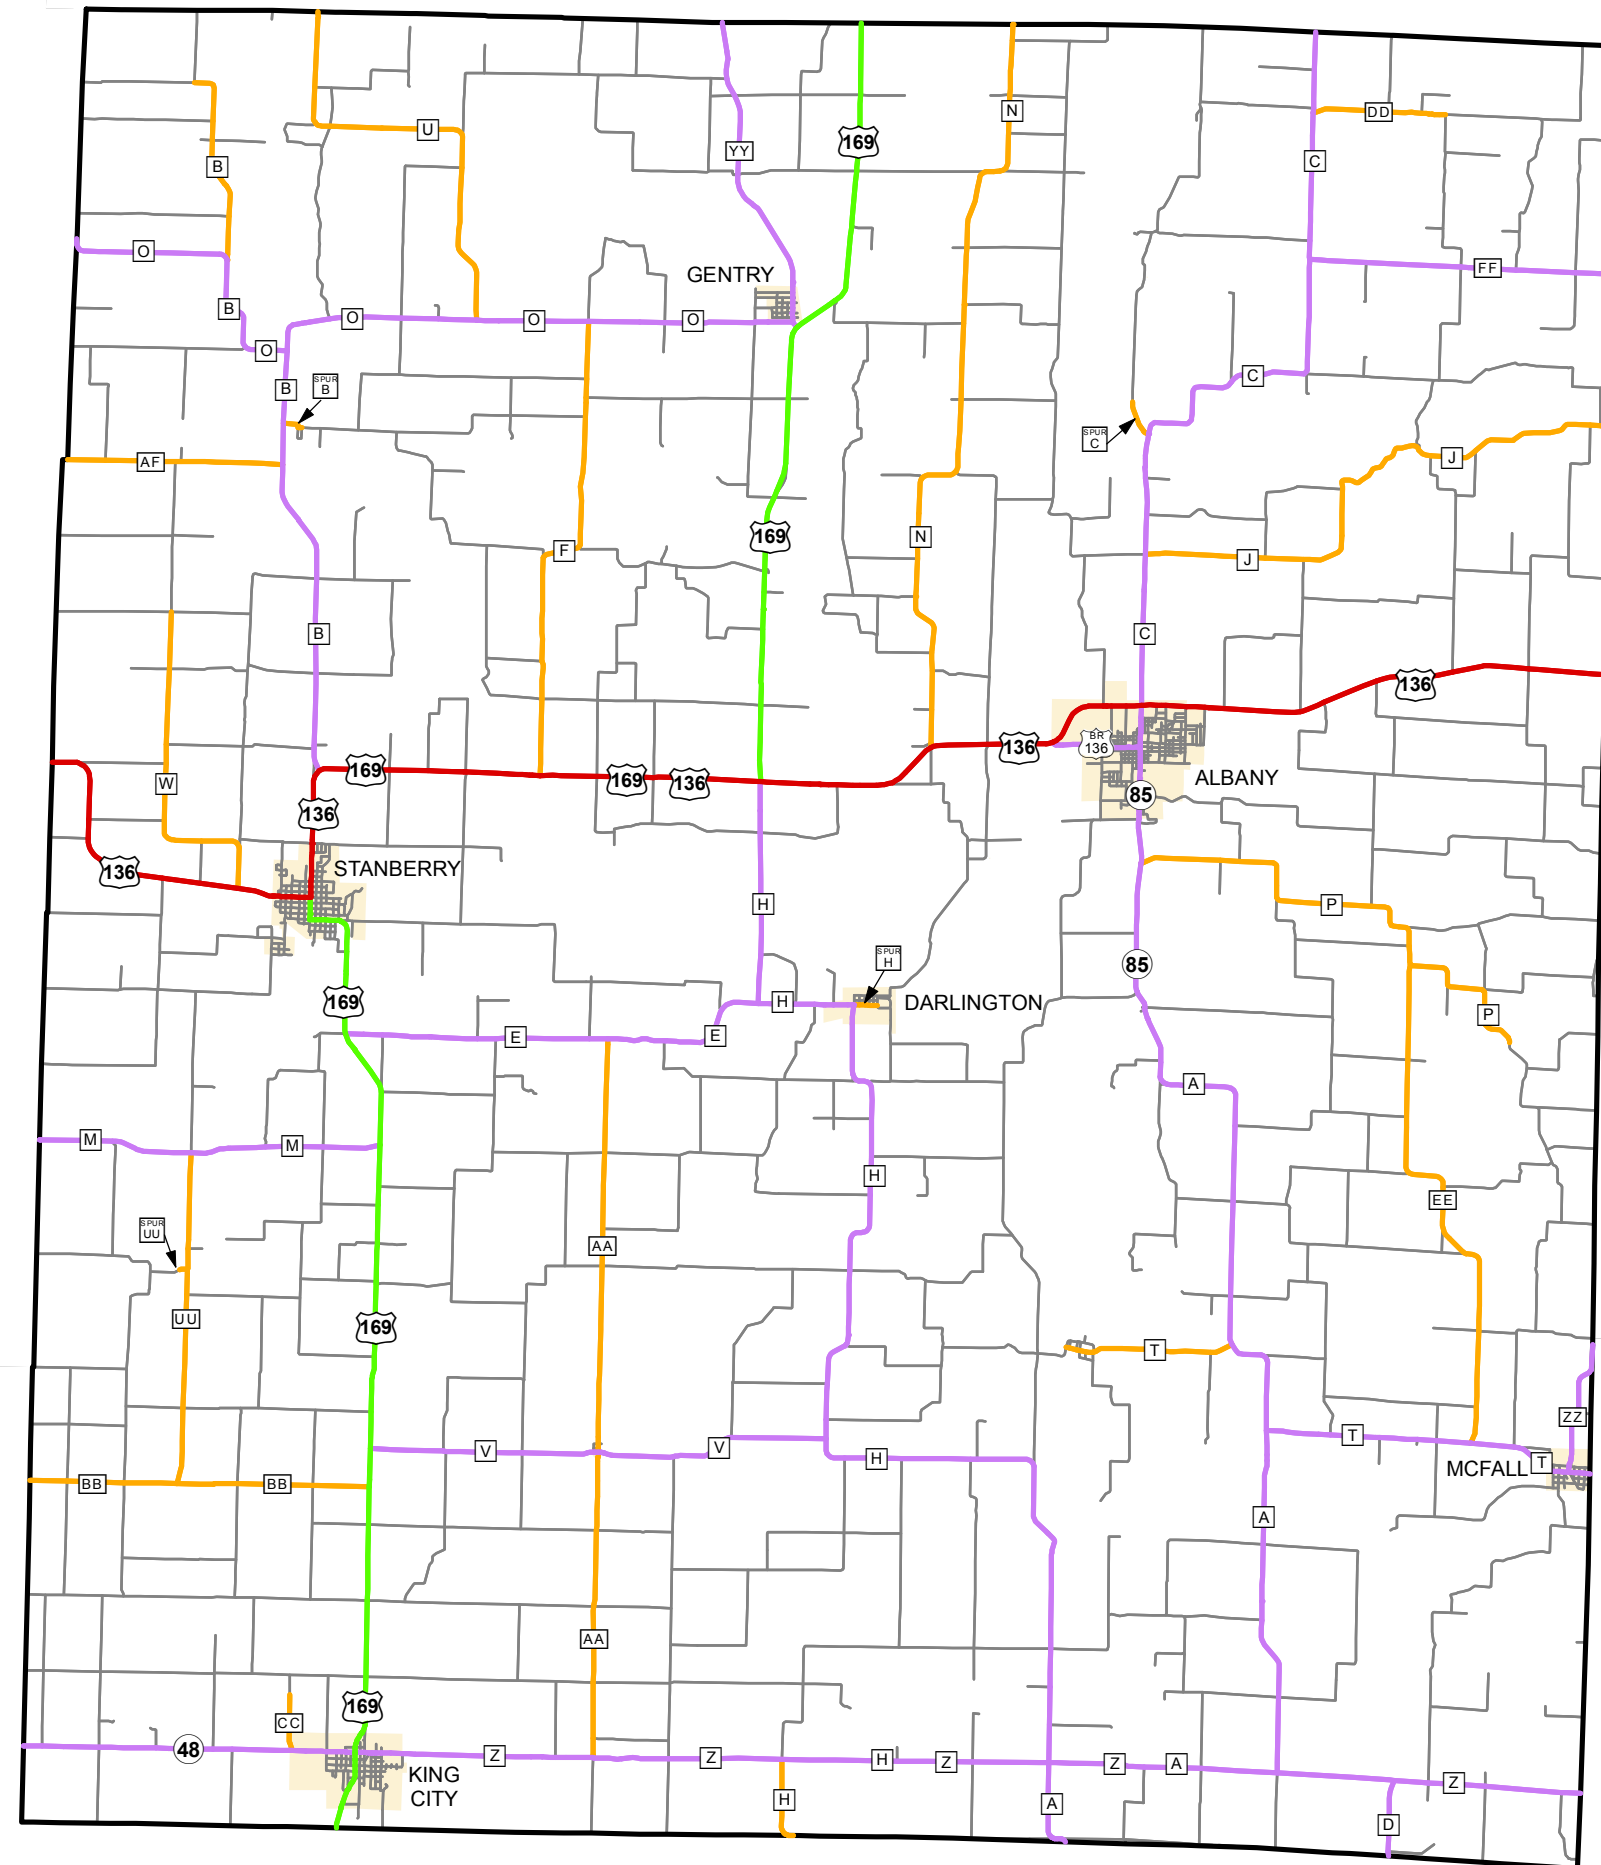 N
DD
U
169
YY
C
B
O
FF
GENTRY
B
O
O
O
O
C
B
SPUR
B
SPUR
C
J
AF
169
N
F
J
B
C
136
BR
136
136
169
169
136
ALBANY
W
85
136
STANBERRY
136
H
P
SPUR
H
85
169
H
DARLINGTON
P
E
E
A
M
M
H
EE
SPUR
UU
AA
UU
169
T
ZZ
T
V
V
H
MCFALL
T
BB
BB
A
AA
169
CC
48
Z
Z
H
Z
Z
A
KING
CITY
Z
H
A
D